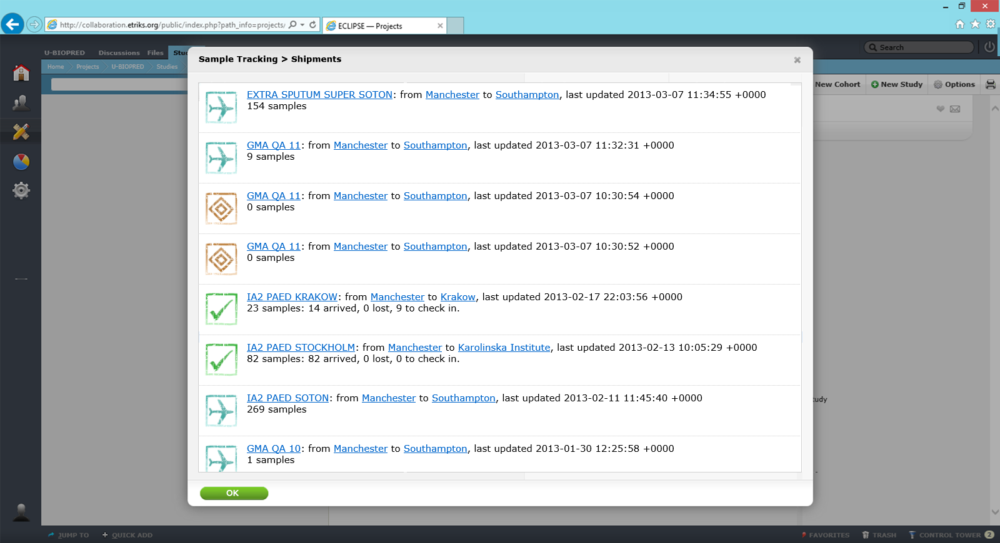 http://collaboration.etriks.org/public/index.php?path_info=projects/
ECLIPSE — Projects
U-BIOPRED Discussions Files Stu
Search
Home Projects U-BIOPRED Studies
Sample Tracking > Shipments
New Cohort New Study Options
EXTRA SPUTUM SUPER SOTON: from Manchester to Southampton, last updated 2013-03-07 11:34:55 +0000
154 samples
GMA QA 11: from Manchester to Southampton, last updated 2013-03-07 11:32:31 +0000
9 samples
GMA QA 11: from Manchester to Southampton, last updated 2013-03-07 10:30:54 +0000
0 samples
GMA QA 11: from Manchester to Southampton, last updated 2013-03-07 10:30:52 +0000
0 samples
IA2 PAED KRAKOW: from Manchester to Krakow, last updated 2013-02-17 22:03:56 +0000
23 samples: 14 arrived, 0 lost, 9 to check in.
IA2 PAED STOCKHOLM: from Manchester to Karolinska Institute, last updated 2013-02-13 10:05:29 +0000
82 samples: 82 arrived, 0 lost, 0 to check in.
IA2 PAED SOTON: from Manchester to Southampton, last updated 2013-02-11 11:45:40 +0000
269 samples
tudy
GMA QA 10: from Manchester to Southampton, last updated 2013-01-30 12:25:58 +0000
1 samples
OK
JUMP TO QUICK ADD
FAVORITES TRASH CONTROL TOWER 2